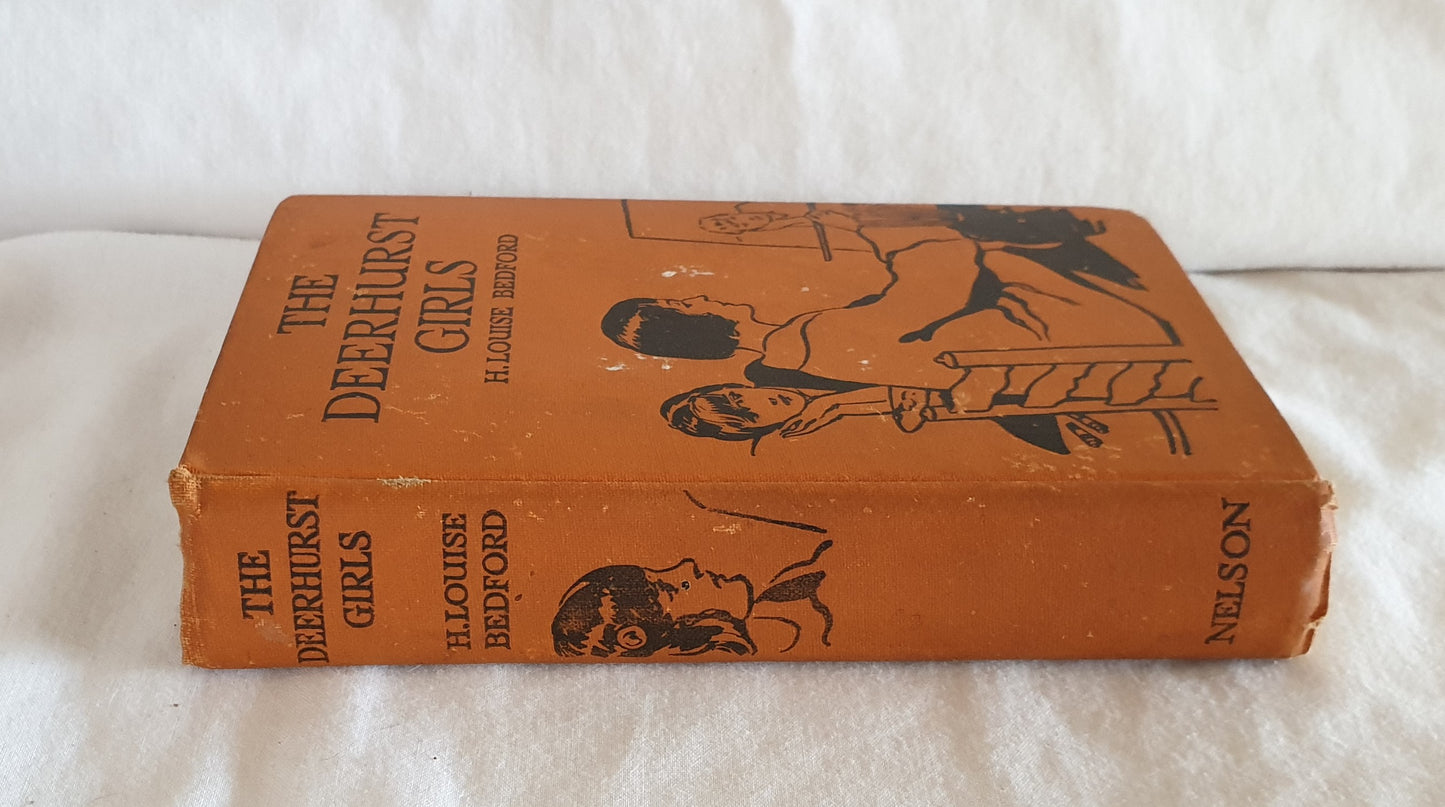 THE
DEERHURST
GIRLS
H. LOUISE BEDFORD
THE
DEERHURST
GIRLS
H. LOUISE
BEDFORD
NELSON